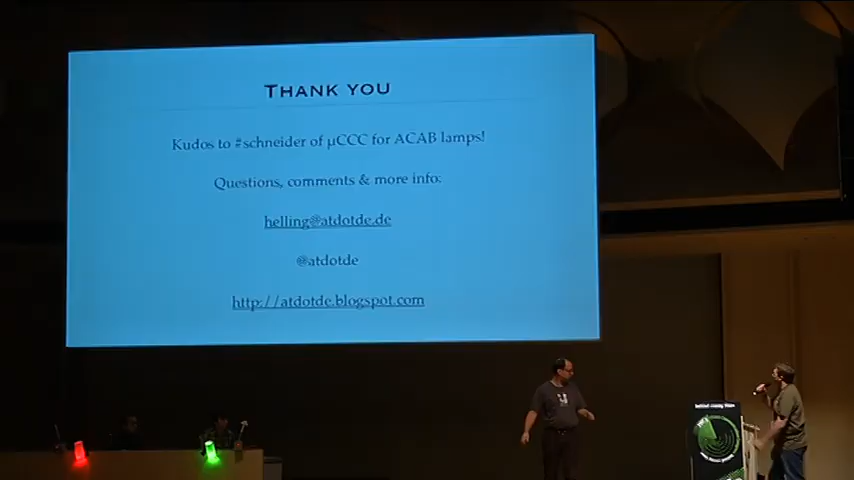 THANK YOU
Kudos to #schneider of µCCC for ACAB lamps!
Questions, comments & more info:
helling@atdotde.de
@atdotde
http://atdotde.blogspot.com